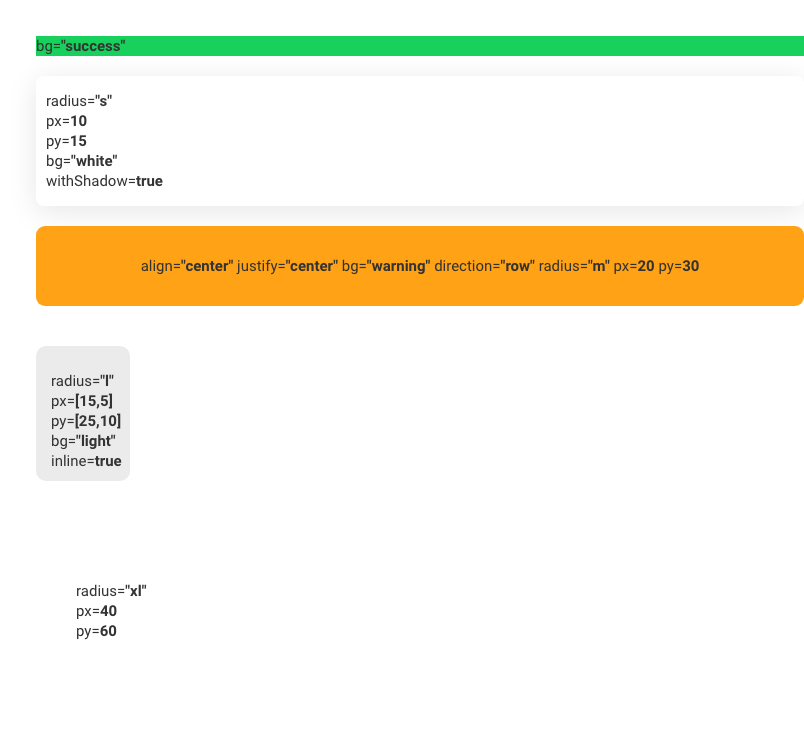 bg="success"
radius="s"
px=10
py=15
bg="white"
withShadow=true
align="center" justify="center" bg="warning" direction="row" radius="m" px=20 py=30
radius="l"
px=[15,5]
py=[25,10]
bg="light"
inline=true
radius="xl"
px=40
py=60